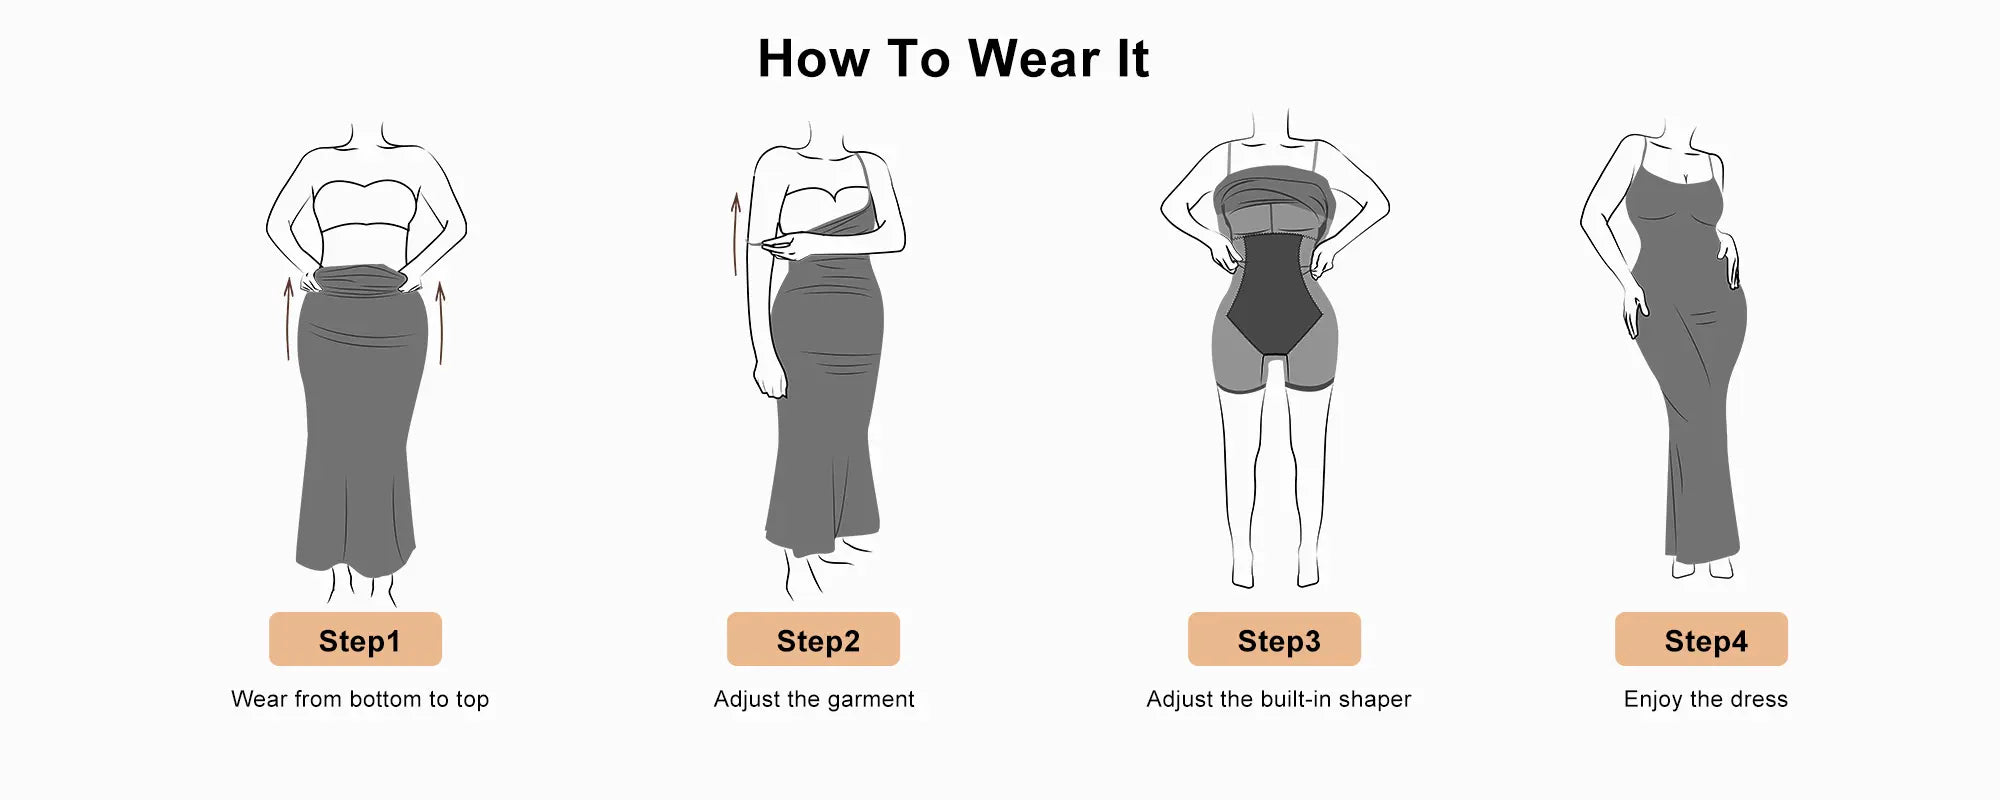 How To Wear It
Step1
Wear from bottom to top
Step2
Adjust the garment
Step3
Adjust the built-in shaper
Step4
Enjoy the dress